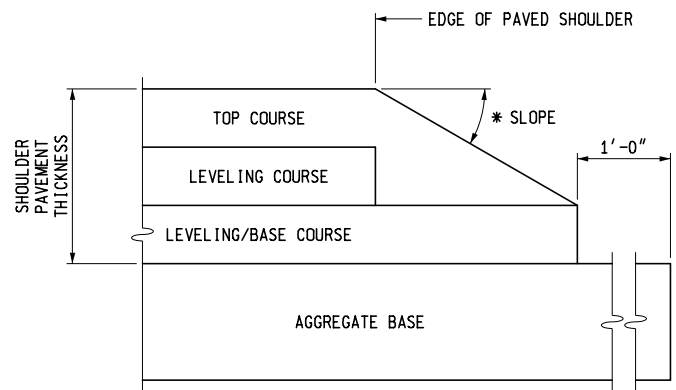 EDGE OF PAVED SHOULDER
TOP COURSE
* SLOPE
1'-0"
SHOULDER
PAVEMENT
THICKNESS
LEVELING COURSE
LEVELING/BASE COURSE
AGGREGATE BASE